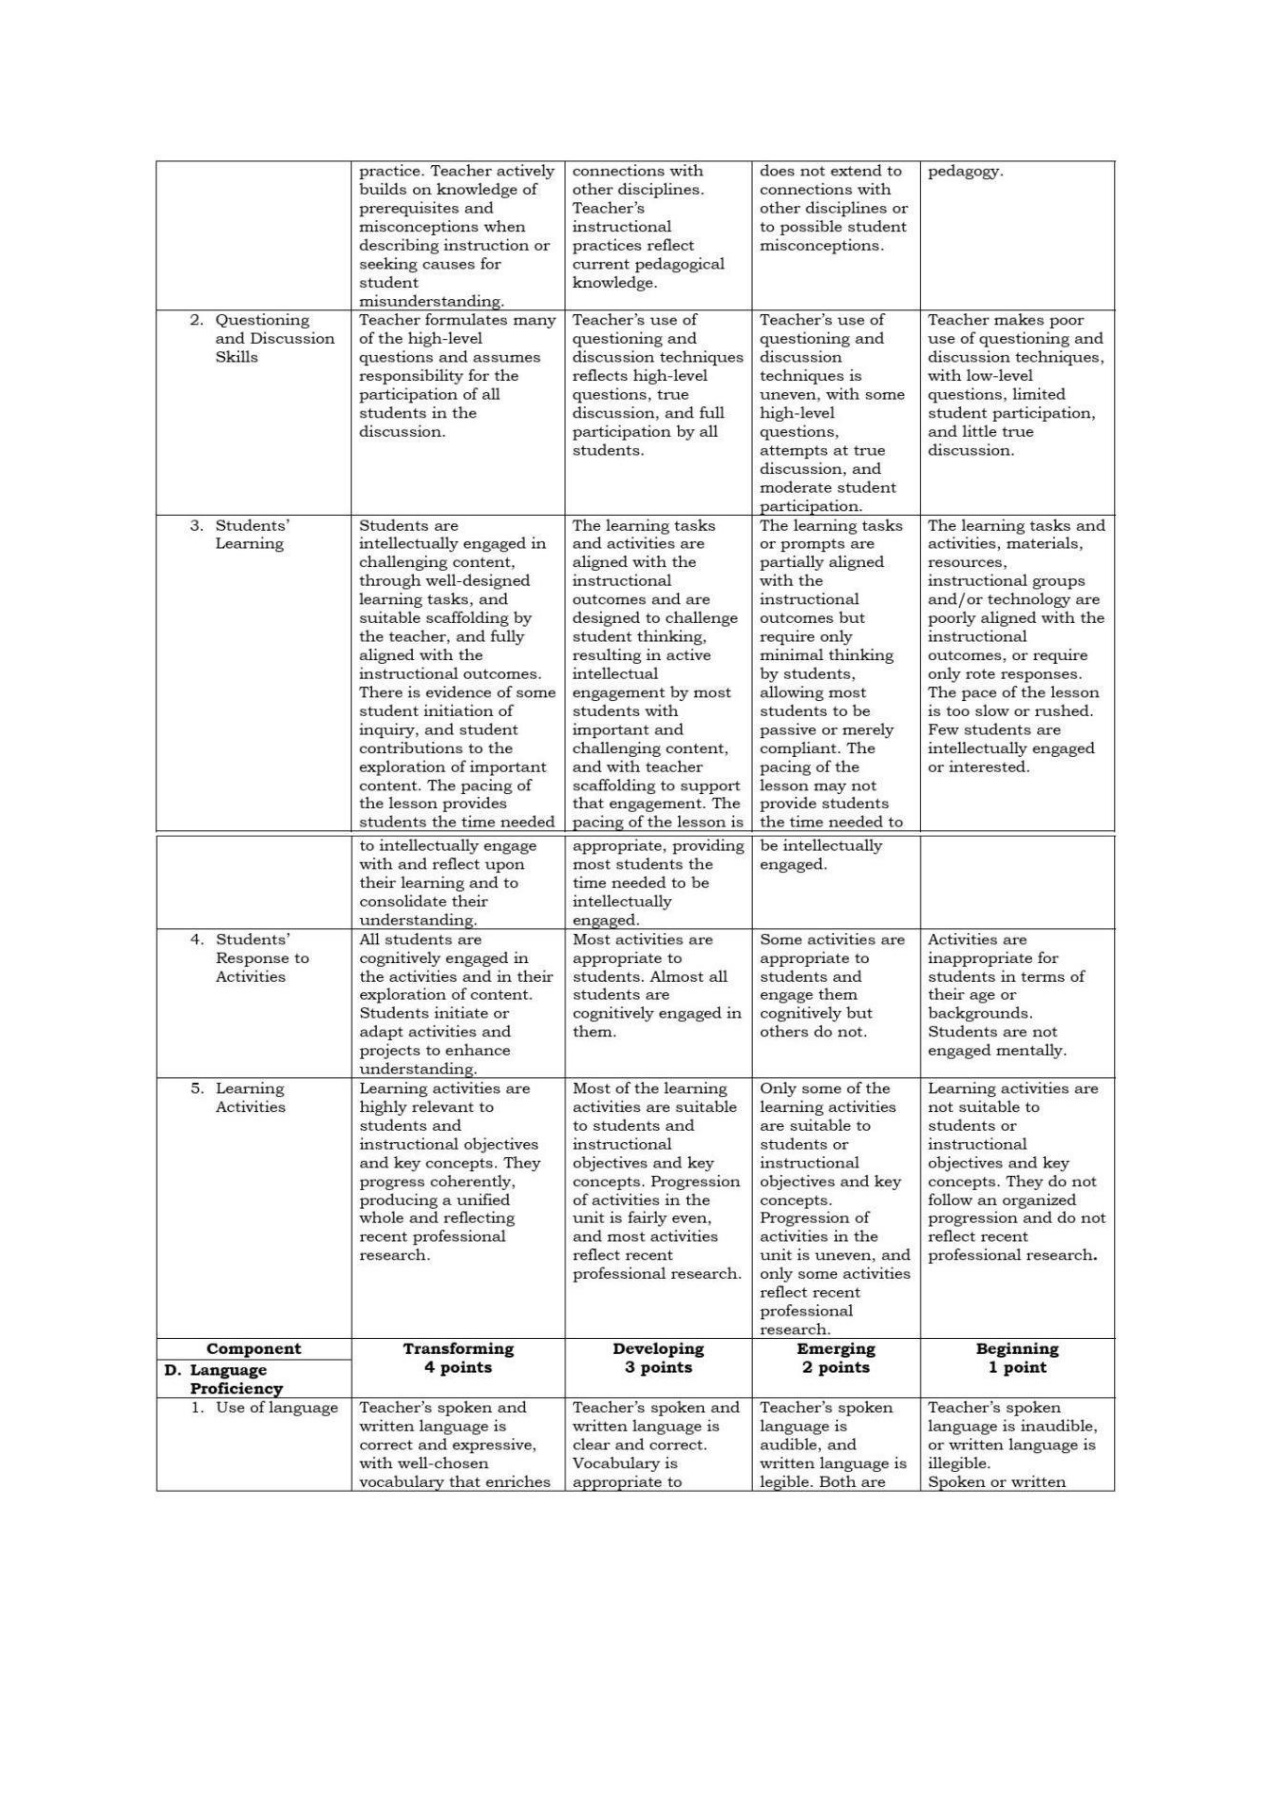 practice. Teacher actively
builds on knowledge of
prerequisites and
misconceptions when
describing instruction or
seeking causes for
student
misunderstanding.
connections with
other disciplines.
Teacher's
instructional
practices reflect
current pedagogical
knowledge.
does not extend to
connections with
other disciplines or
to possible student
misconceptions.
pedagogy.
2. Questioning
and Discussion
Skills
Teacher formulates many
of the high-level
questions and assumes
responsibility for the
participation of all
students in the
discussion.
Teacher's use of
questioning and
discussion techniques
reflects high-level
questions, true
discussion, and full
participation by all
students.
Teacher's use of
questioning and
discussion
techniques is
uneven, with some
high-level
questions,
attempts at true
discussion, and
moderate student
participation.
Teacher makes poor
use of questioning and
discussion techniques,
with low-level
questions, limited
student participation,
and little true
discussion.
3. Students'
Learning
Students are
intellectually engaged in
challenging content,
through well-designed
learning tasks, and
suitable scaffolding by
the teacher, and fully
aligned with the
instructional outcomes.
There is evidence of some
student initiation of
inquiry, and student
contributions to the
exploration of important
content. The pacing of
the lesson provides
students the time needed
The learning tasks
and activities are
aligned with the
instructional
outcomes and are
designed to challenge
student thinking,
resulting in active
intellectual
engagement by most
students with
important and
challenging content,
and with teacher
scaffolding to support
that engagement. The
pacing of the lesson is
The learning tasks
or prompts are
partially aligned
with the
instructional
outcomes but
require only
minimal thinking
by students,
allowing most
students to be
passive or merely
compliant. The
pacing of the
lesson may not
provide students
the time needed to
The learning tasks and
activities, materials,
resources,
instructional groups
and/or technology are
poorly aligned with the
instructional
outcomes, or require
only rote responses.
The pace of the lesson
is too slow or rushed.
Few students are
intellectually engaged
or interested.
to intellectually engage
with and reflect upon
their learning and to
consolidate their
understanding.
appropriate, providing
most students the
time needed to be
intellectually
engaged.
be intellectually
engaged.
4. Students'
Response to
Activities
All students are
cognitively engaged in
the activities and in their
exploration of content.
Students initiate or
adapt activities and
projects to enhance
understanding.
Most activities are
appropriate to
students. Almost all
students are
cognitively engaged in
them.
Some activities are
appropriate to
students and
engage them
cognitively but
others do not.
Activities are
inappropriate for
students in terms of
their age or
backgrounds.
Students are not
engaged mentally.
5. Learning
Activities
Learning activities are
highly relevant to
students and
instructional objectives
and key concepts. They
progress coherently,
producing a unified
whole and reflecting
recent professional
research.
Most of the learning
activities are suitable
to students and
instructional
objectives and key
concepts. Progression
of activities in the
unit is fairly even,
and most activities
reflect recent
professional research.
Only some of the
learning activities
are suitable to
students or
instructional
objectives and key
concepts.
Progression of
activities in the
unit is uneven, and
only some activities
reflect recent
professional
research.
Learning activities are
not suitable to
students or
instructional
objectives and key
concepts. They do not
follow an organized
progression and do not
reflect recent
professional research.
Component
D. Language
Proficiency
Transforming
4 points
Developing
3 points
Emerging
2 points
Beginning
1 point
1. Use of language
Teacher's spoken and
written language is
correct and expressive,
with well-chosen
vocabulary that enriches
Teacher's spoken and
written language is
clear and correct.
Vocabulary is
appropriate to
Teacher's spoken
language is
audible, and
written language is
legible. Both are
Teacher's spoken
language is inaudible,
or written language is
illegible.
Spoken or written